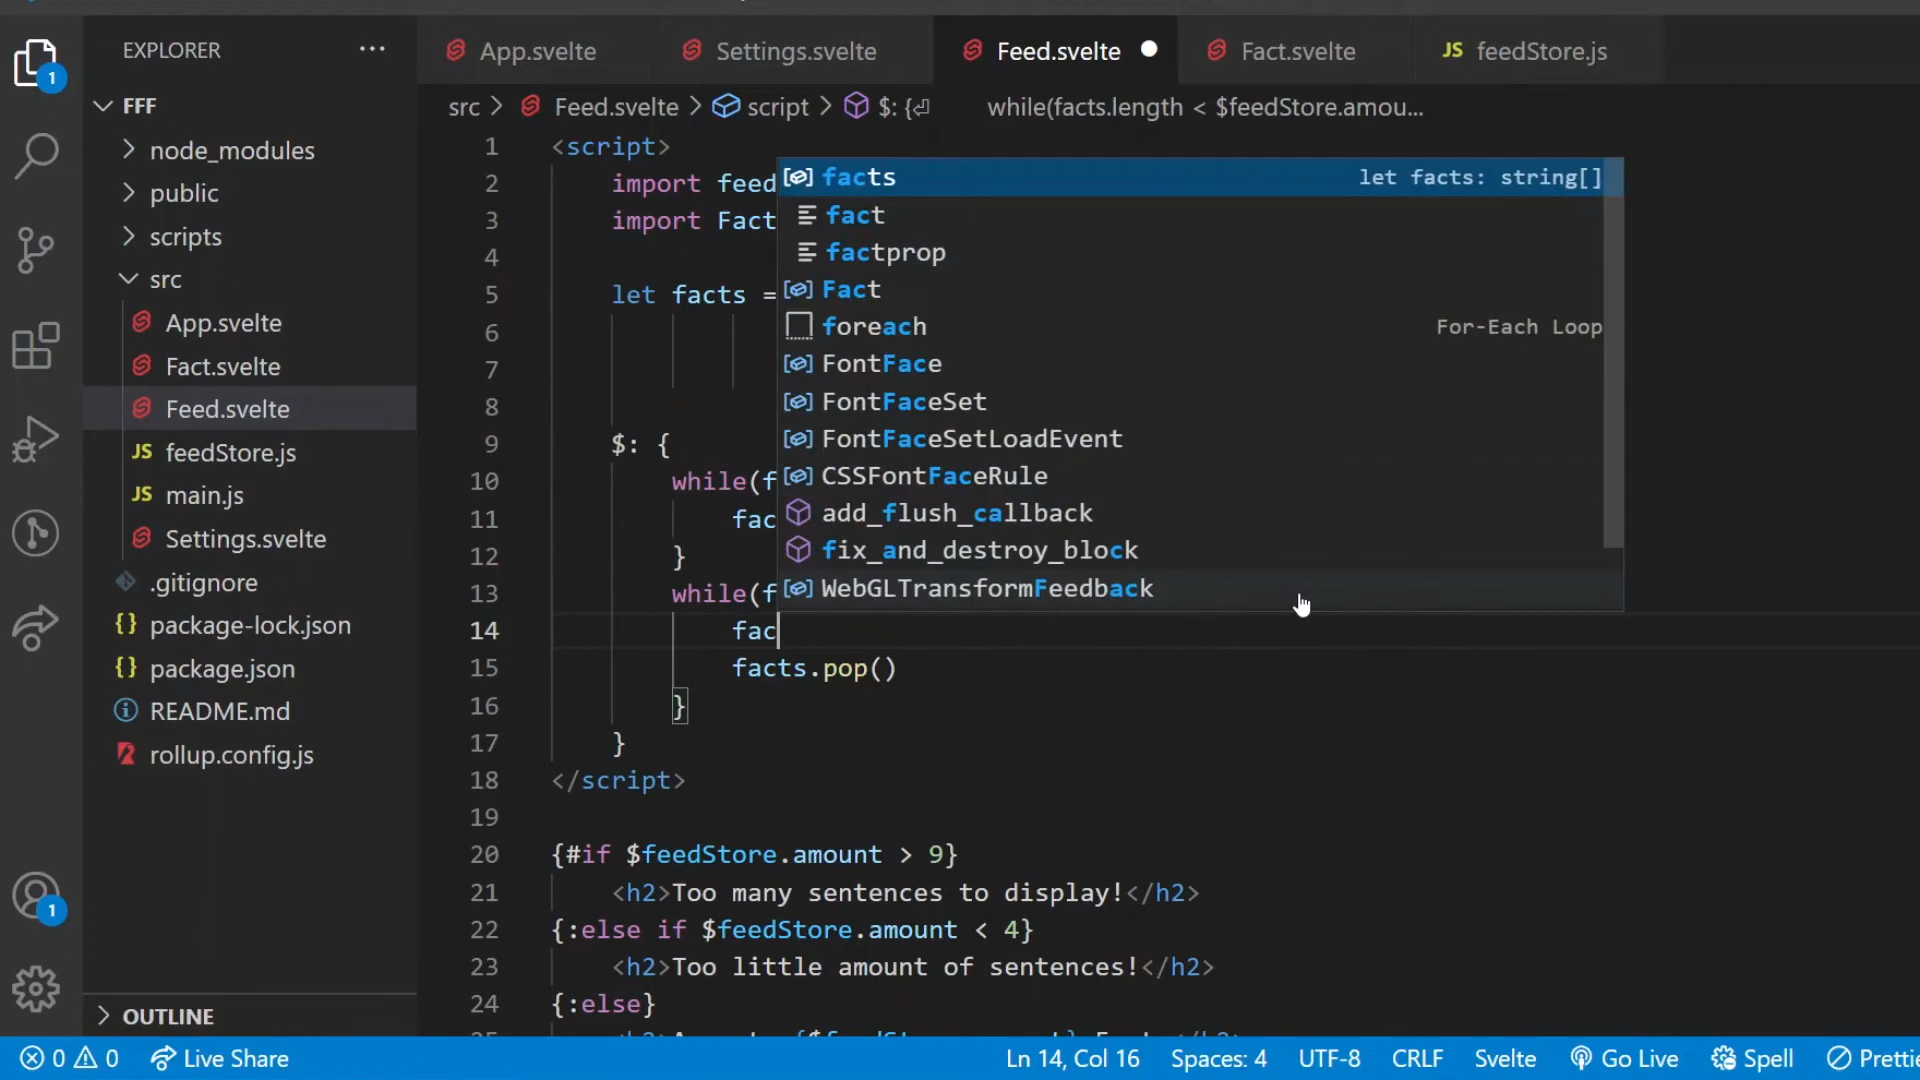 EXPLORER
FFF
node_modules
public
scripts
src
App.svelte
Fact.svelte
Feed.svelte
JS feedStore.js
JS main.js
Settings.svelte
.gitignore
{} package-lock.json
{} package.json
README.md
rollup.config.js
OUTLINE
1
1
App.svelte
Settings.svelte
Feed.svelte
Fact.svelte
JS feedStore.js
src > Feed.svelte > script > $: { while(facts.length < $feedStore.amou...
1 <script>
2 import feed
3 import Fact
4
5 let facts =
6
7
8
9 $: {
10 while(f
11 fac
12 }
13 while(f
14 fac
15 facts.pop()
16 }
17 }
18 </script>
19
20 {#if $feedStore.amount > 9}
21 <h2>Too many sentences to display!</h2>
22 {:else if $feedStore.amount < 4}
23 <h2>Too little amount of sentences!</h2>
24 {:else}
facts let facts: string[]
fact
factprop
Fact
foreach For-Each Loop
FontFace
FontFaceSet
FontFaceSetLoadEvent
CSSFontFaceRule
add_flush_callback
fix_and_destroy_block
WebGLTransformFeedback
0 0 Live Share Ln 14, Col 16 Spaces: 4 UTF-8 CRLF Svelte Go Live Spell Prettie